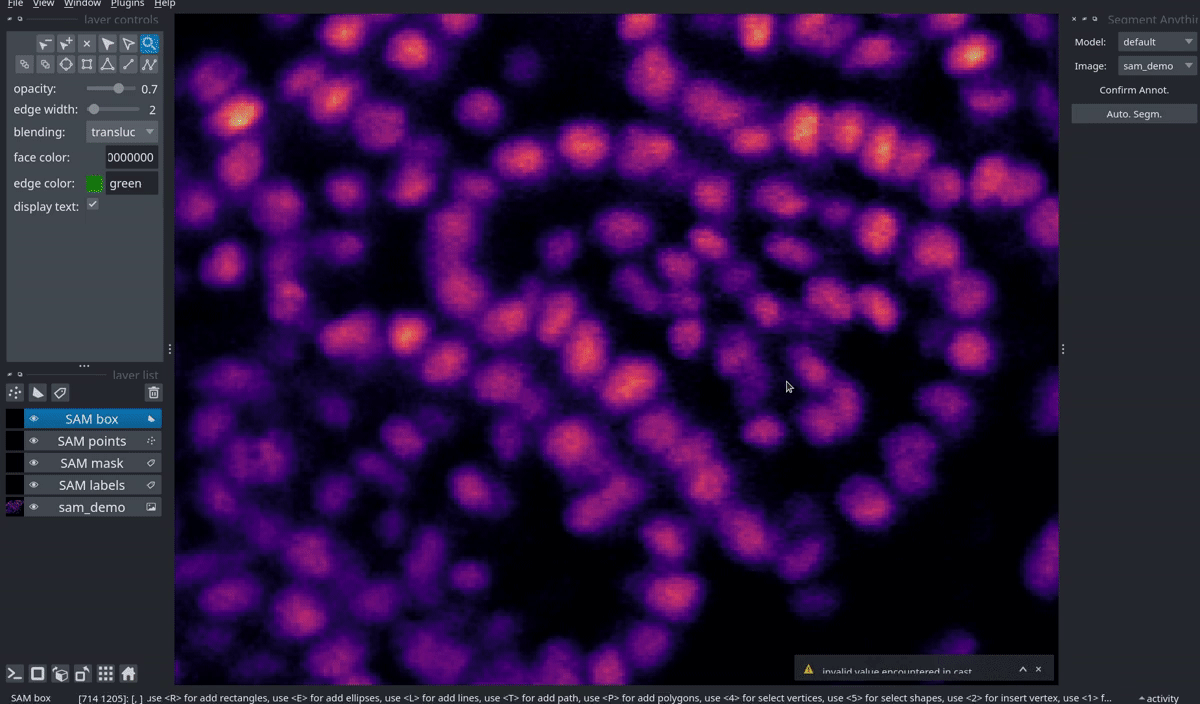 File View Window Plugins Help
layer controls
opacity: 0.7
edge width: 2
blending: transluc
face color: 0000000
edge color: green
display text:
layer list
SAM box
SAM points
SAM mask
SAM labels
sam_demo
Model: default
Image: sam_demo
Confirm Annot.
Auto. Segm.
invalid value encountered in cast
SAM box [714 1205]: [, ] use <R> for add rectangles, use <E> for add ellipses, use <L> for add lines, use <T> for add path, use <P> for add polygons, use <4> for select vertices, use <5> for select shapes, use <2> for insert vertex, use <1> f... activity